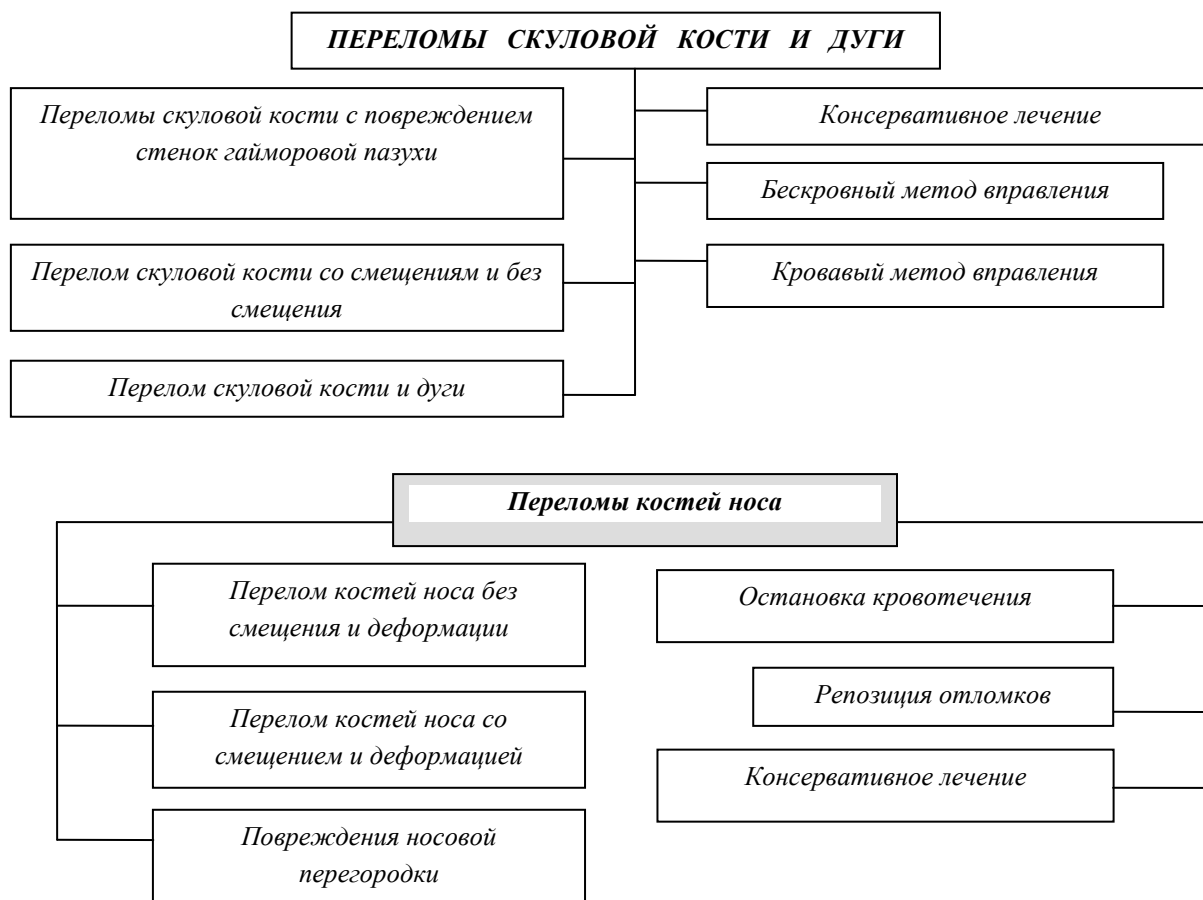 ПЕРЕЛОМЫ СКУЛОВОЙ КОСТИ И ДУГИ
Переломы скуловой кости с повреждением
стенок гайморовой пазухи
Перелом скуловой кости со смещениям и без
смещения
Перелом скуловой кости и дуги
Консервативное лечение
Бескровный метод вправления
Кровавый метод вправления
Переломы костей носа
Перелом костей носа без
смещения и деформации
Перелом костей носа со
смещением и деформацией
Повреждения носовой
перегородки
Остановка кровотечения
Репозиция отломков
Консервативное лечение